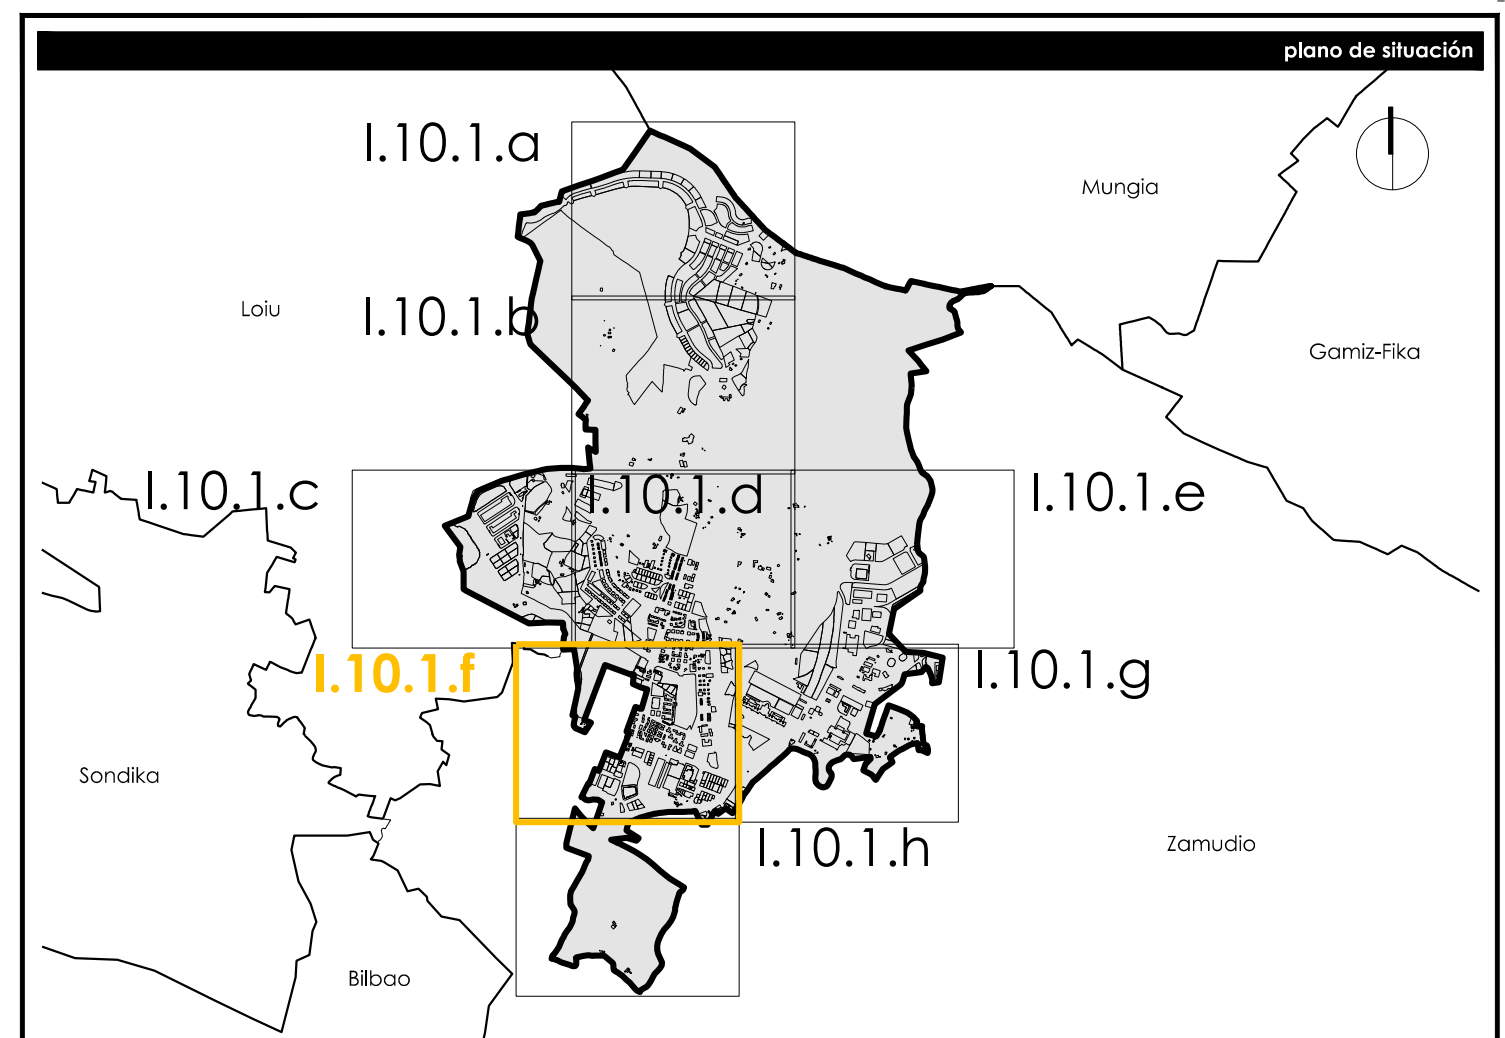 plano de situación
I.10.1.a
Mungia
Loiu
I.10.1.b
Gamiz-Fika
I.10.1.c
I.10.1.d
I.10.1.e
I.10.1.f
I.10.1.g
Sondika
I.10.1.h
Zamudio
Bilbao